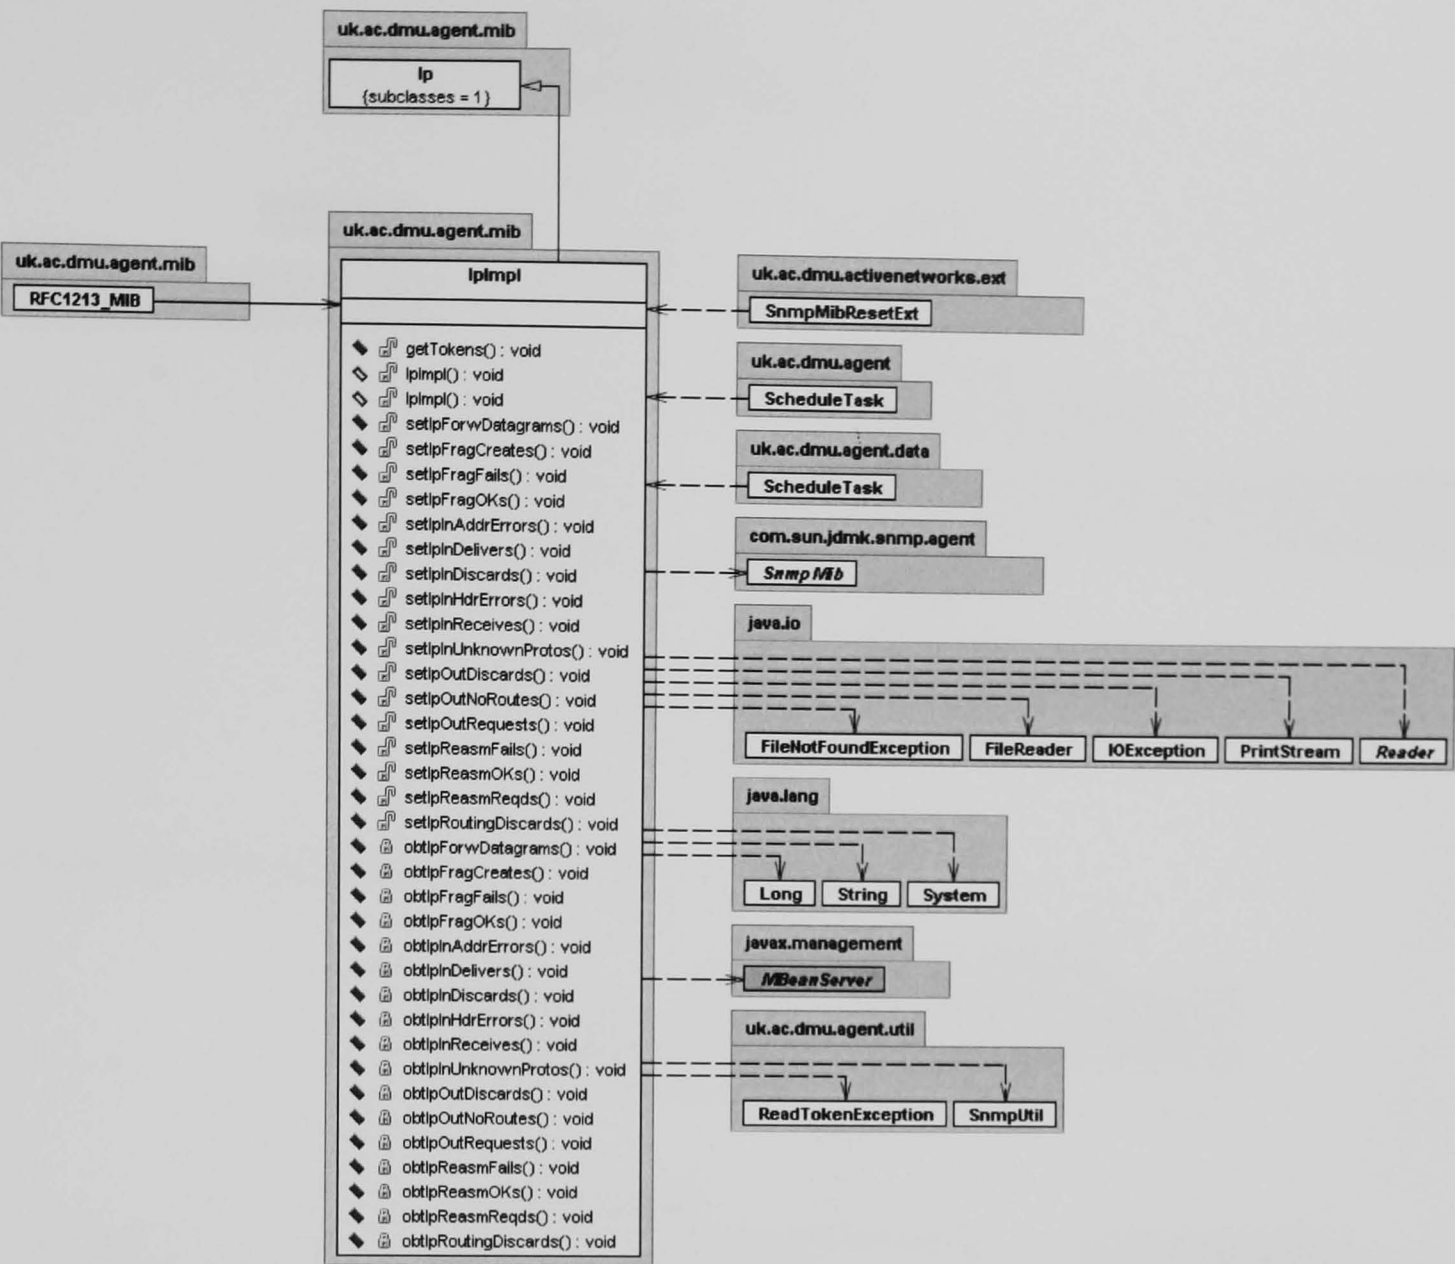 uk.ac.dmu.agent.mib
Ip
{subclasses = 1}
uk.ac.dmu.agent.mib
RFC1213_MIB
uk.ac.dmu.agent.mib
IpImpl
getTokens() : void
IpImpl() : void
IpImpl() : void
setIpForwDatagrams() : void
setIpFragCreates() : void
setIpFragFails() : void
setIpFragOKs() : void
setIpInAddrErrors() : void
setIpInDelivers() : void
setIpInDiscards() : void
setIpInHdrErrors() : void
setIpInReceives() : void
setIpInUnknownProtos() : void
setIpOutDiscards() : void
setIpOutNoRoutes() : void
setIpOutRequests() : void
setIpReasmFails() : void
setIpReasmOKs() : void
setIpReasmReqds() : void
setIpRoutingDiscards() : void
obtIpForwDatagrams() : void
obtIpFragCreates() : void
obtIpFragFails() : void
obtIpFragOKs() : void
obtIpInAddrErrors() : void
obtIpInDelivers() : void
obtIpInDiscards() : void
obtIpInHdrErrors() : void
obtIpInReceives() : void
obtIpInUnknownProtos() : void
obtIpOutDiscards() : void
obtIpOutNoRoutes() : void
obtIpOutRequests() : void
obtIpReasmFails() : void
obtIpReasmOKs() : void
obtIpReasmReqds() : void
obtIpRoutingDiscards() : void
uk.ac.dmu.activenetworks.ext
SnmpMibResetExt
uk.ac.dmu.agent
ScheduleTask
uk.ac.dmu.agent.data
ScheduleTask
com.sun.jdmk.snmp.agent
SnmpMib
java.io
FileNotFoundException FileReader IOException PrintStream Reader
java.lang
Long String System
javax.management
MBeanServer
uk.ac.dmu.agent.util
ReadTokenException SnmpUtil